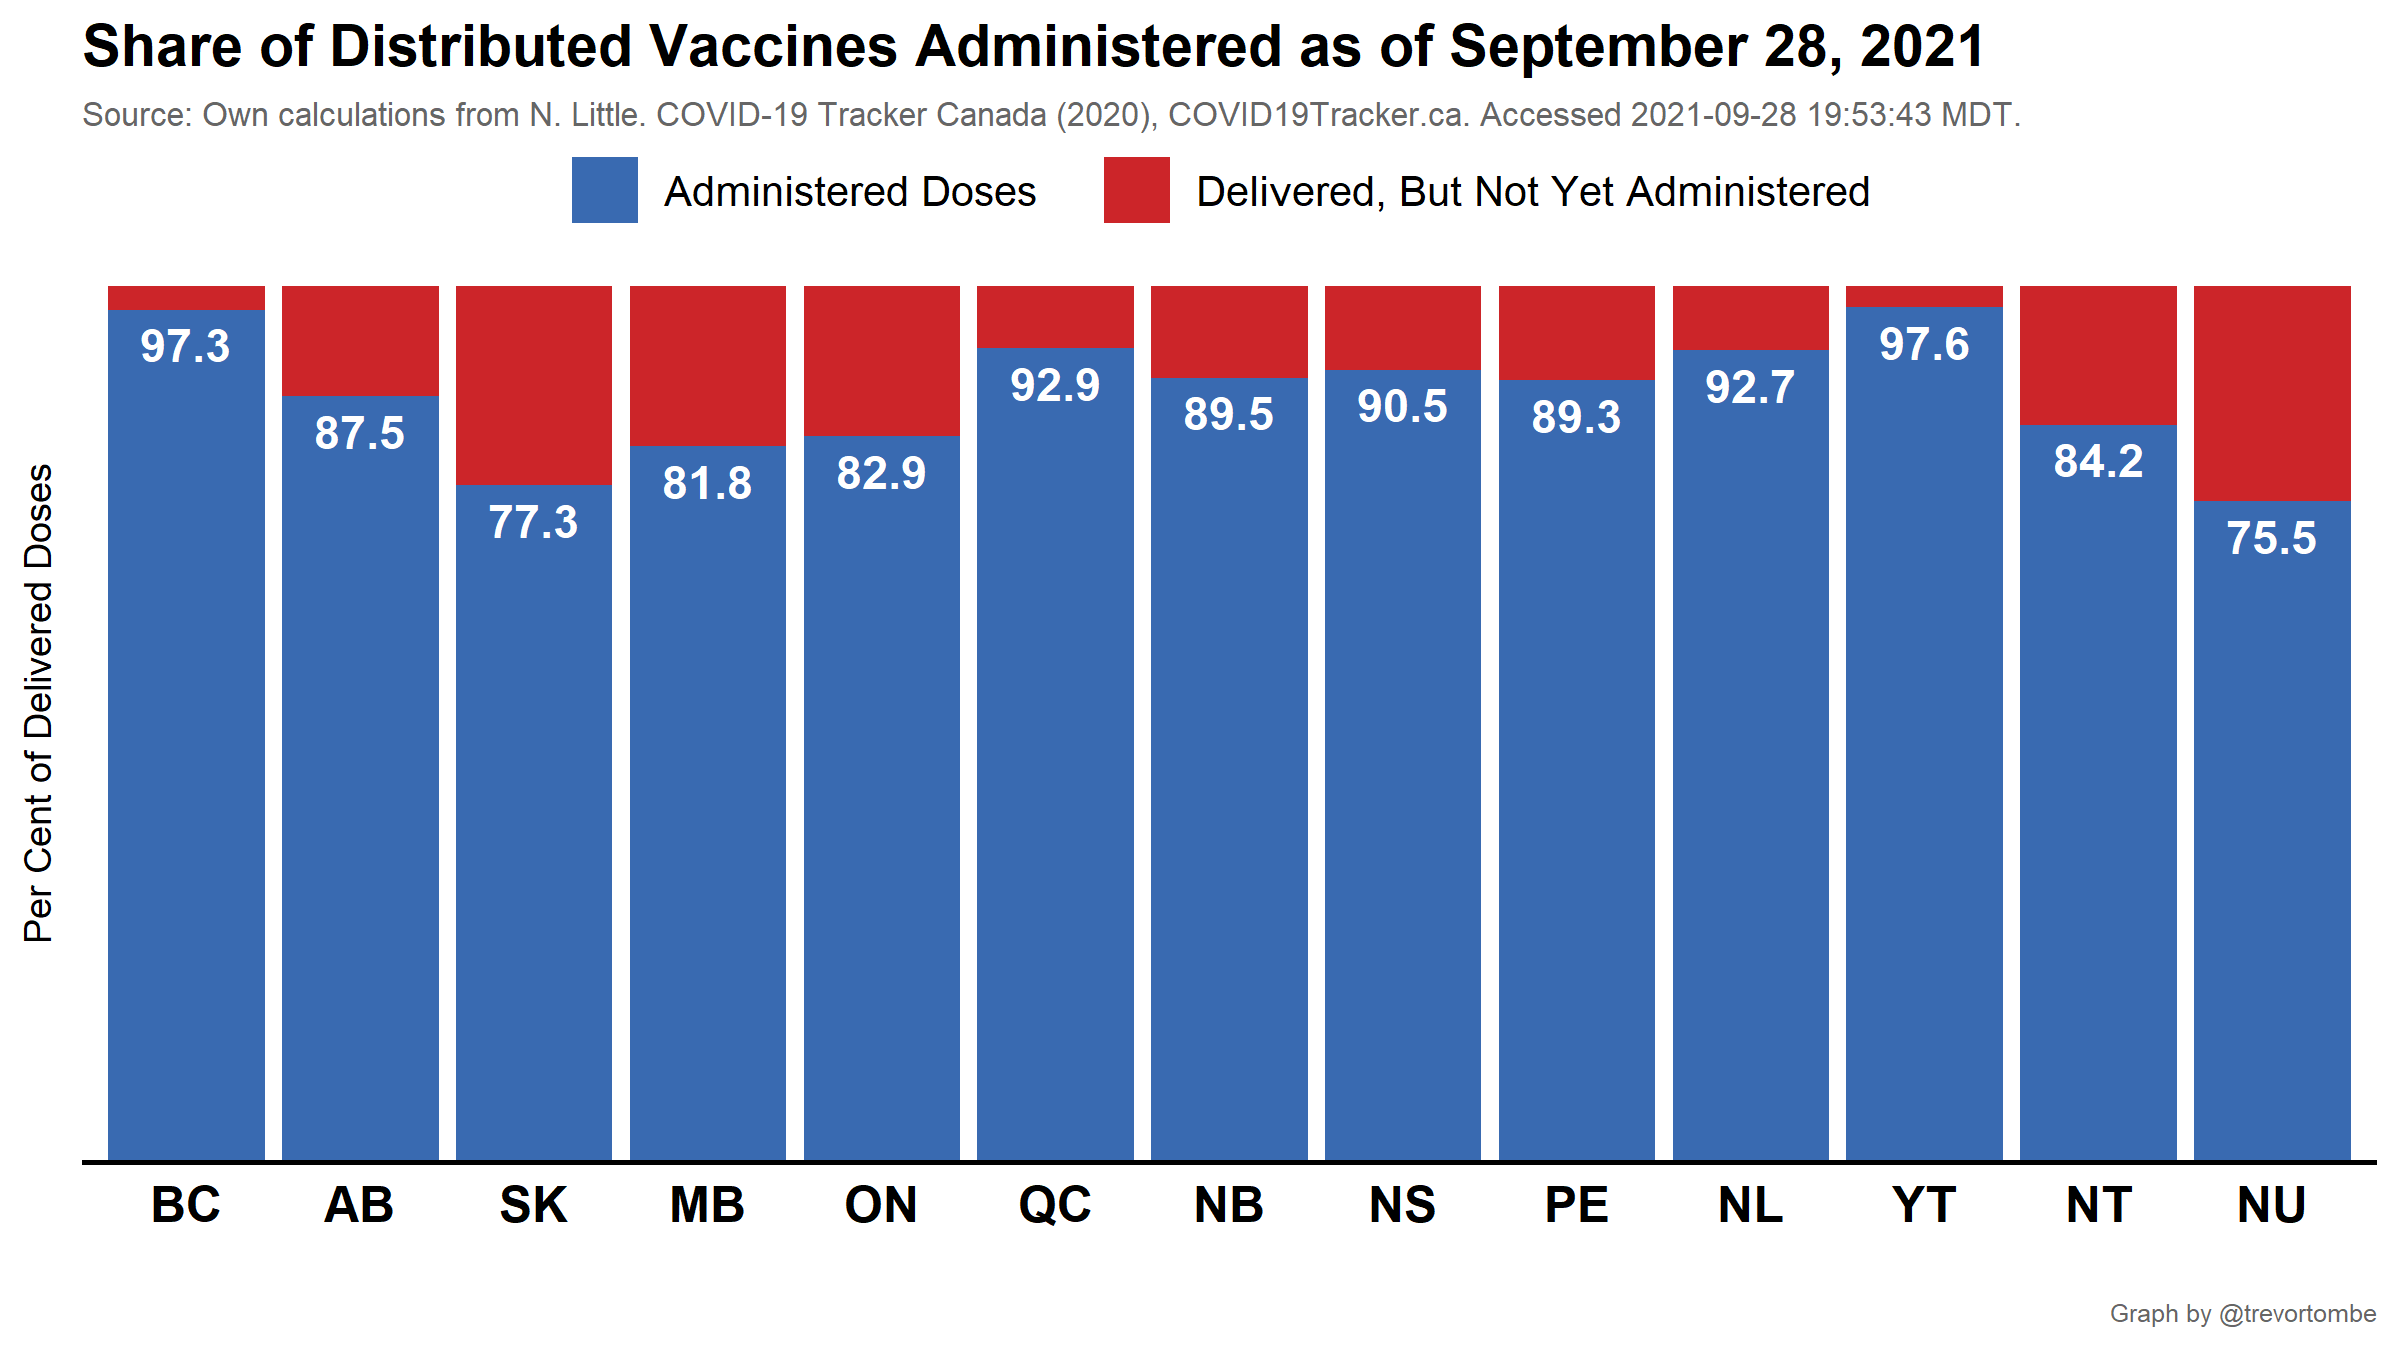 Share of Distributed Vaccines Administered as of September 28, 2021
Source: Own calculations from N. Little. COVID-19 Tracker Canada (2020), COVID19Tracker.ca. Accessed 2021-09-28 19:53:43 MDT.
Administered Doses
Delivered, But Not Yet Administered
Per Cent of Delivered Doses
97.3 87.5 77.3 81.8 82.9 92.9 89.5 90.5 89.3 92.7 97.6 84.2 75.5
BC AB SK MB ON QC NB NS PE NL YT NT NU
Graph by @trevortombe